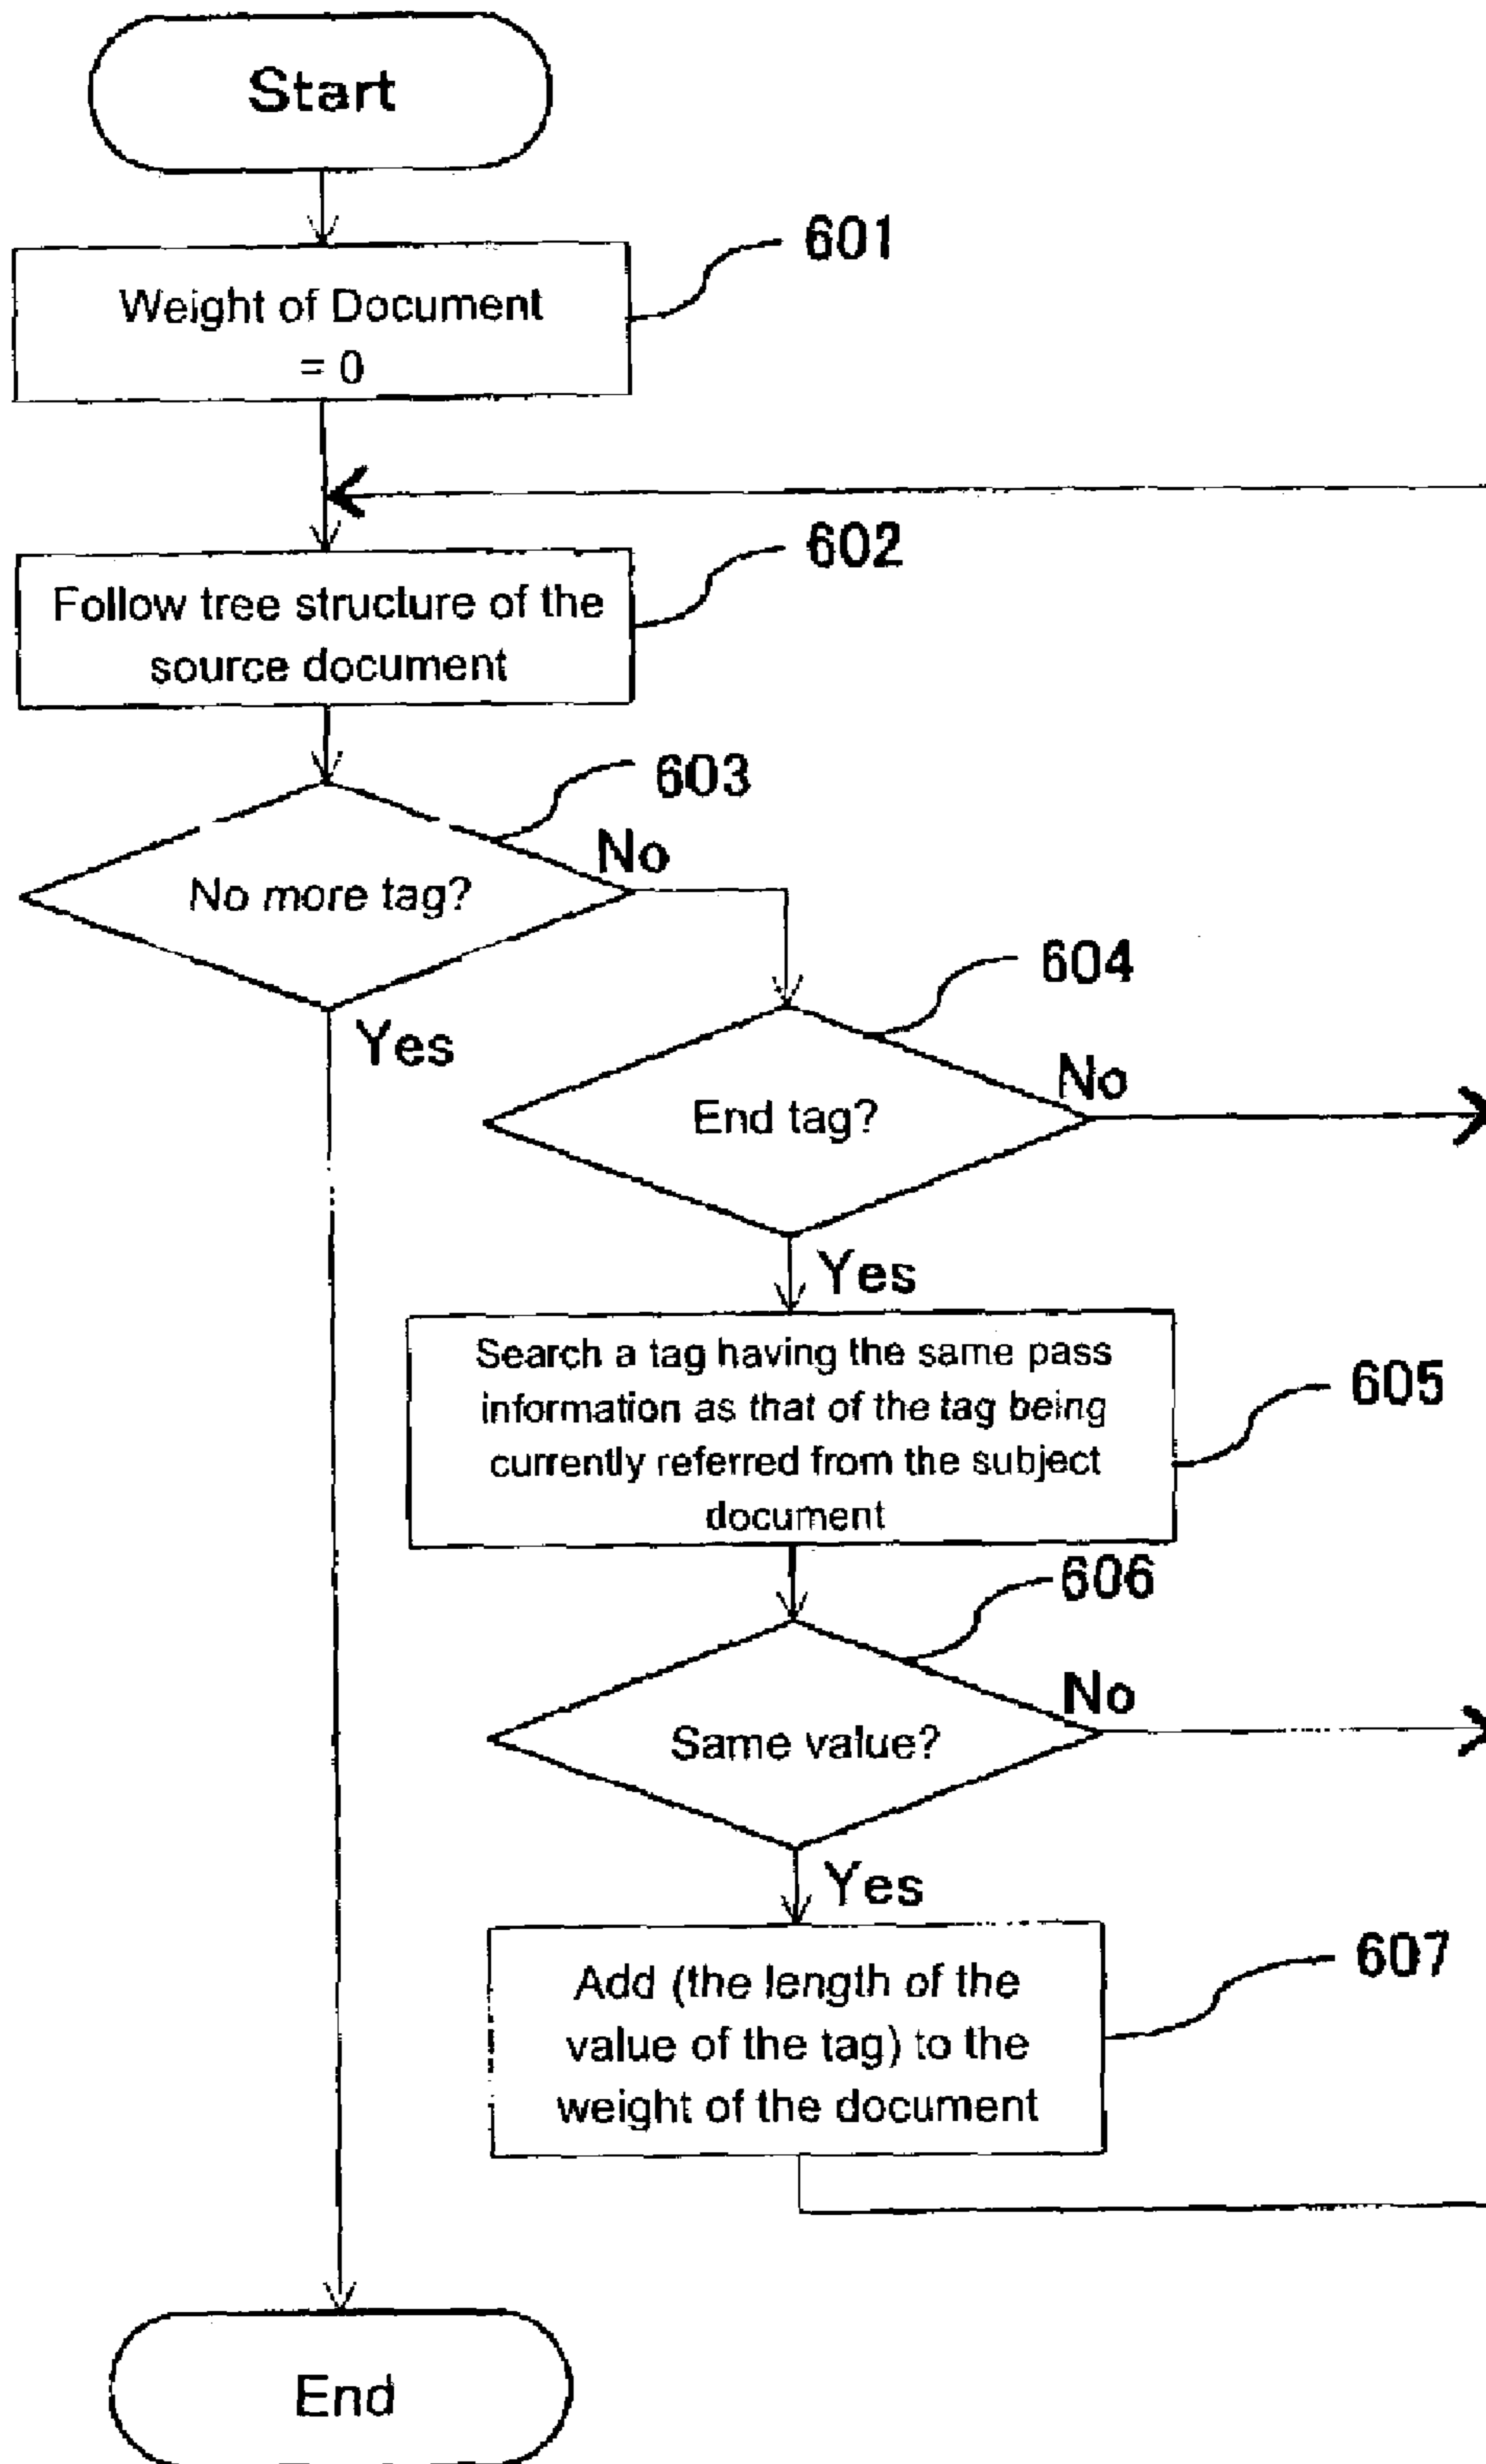 Start
601
Weight of Document
= 0
602
Follow tree structure of the
source document
603
No more tag?
No
Yes
604
End tag?
No
Yes
Search a tag having the same pass
information as that of the tag being
currently referred from the subject
document
605
606
Same value?
No
Yes
Add (the length of the
value of the tag) to the
weight of the document
607
End